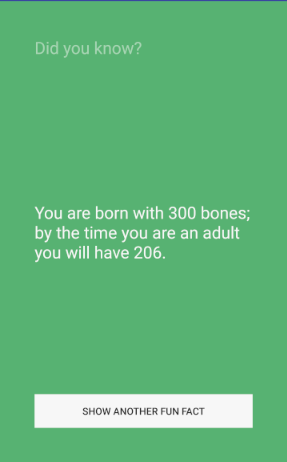 Did you know?
You are born with 300 bones;
by the time you are an adult
you will have 206.
SHOW ANOTHER FUN FACT